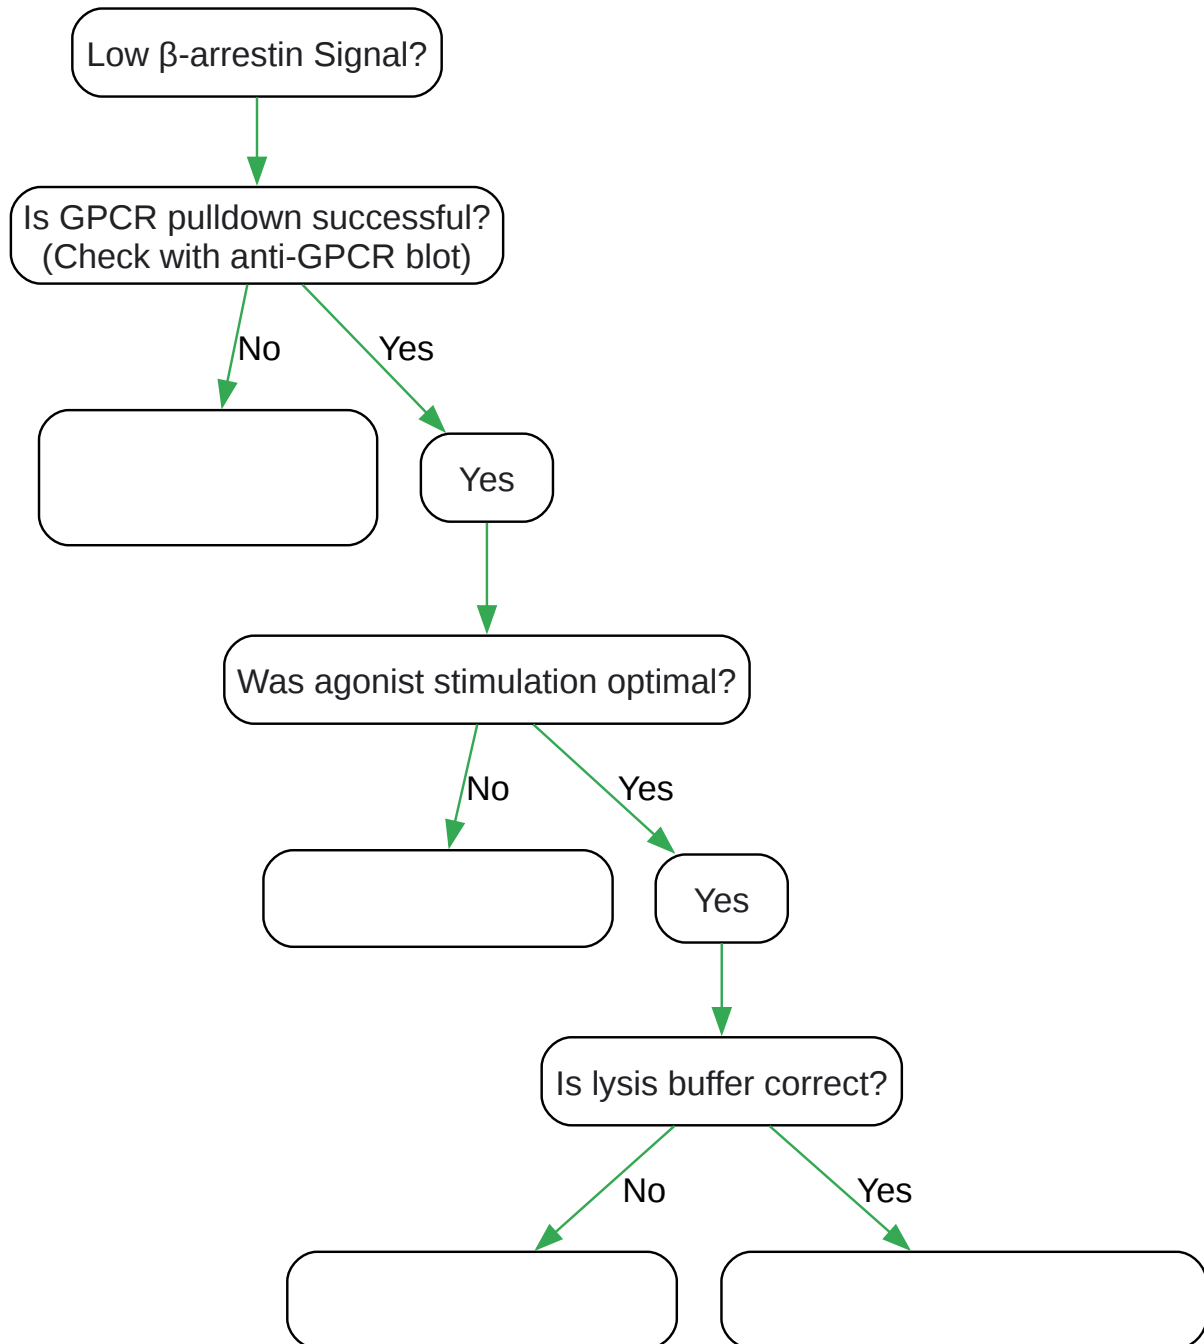 Low β-arrestin Signal?
Is GPCR pulldown successful?
(Check with anti-GPCR blot)
No
Yes
Yes
Was agonist stimulation optimal?
No
Yes
Yes
Is lysis buffer correct?
No
Yes